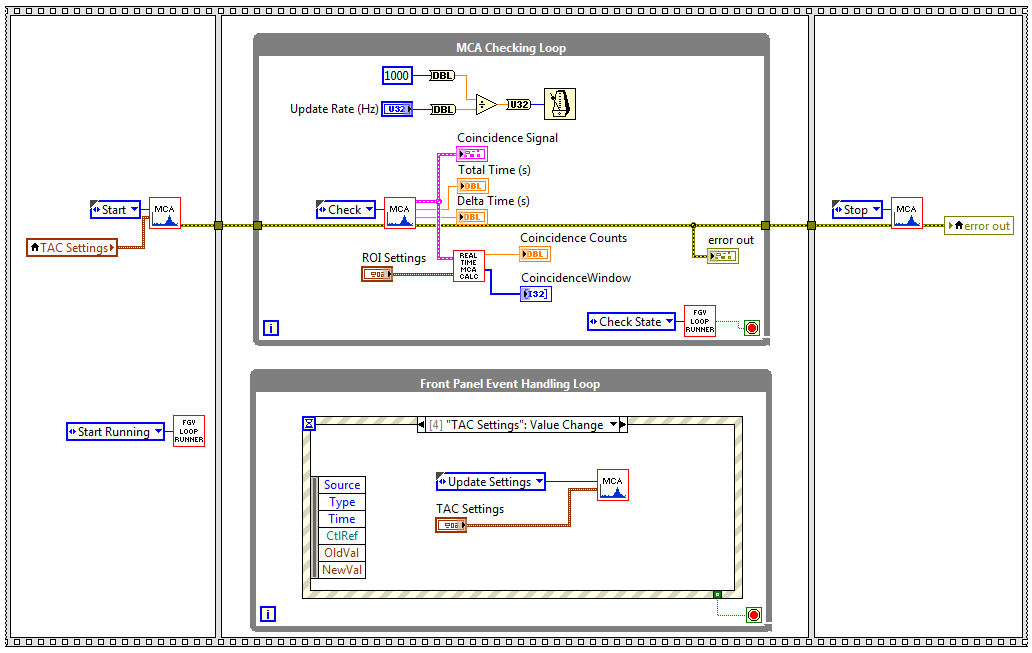 MCA Checking Loop
1000
DBL
Update Rate (Hz)
U32
DBL
÷
U32
Coincidence Signal
Total Time (s)
DBL
Delta Time (s)
DBL
Start
MCA
TAC Settings
Check
MCA
Stop
MCA
error out
ROI Settings
REAL
TIME
MCA
CALC
Coincidence Counts
DBL
CoincidenceWindow
[I32]
error out
i
Check State
FGV
LOOP
RUNNER
Front Panel Event Handling Loop
Start Running
FGV
LOOP
RUNNER
[4] "TAC Settings": Value Change
Source
Type
Time
CtlRef
OldVal
NewVal
Update Settings
MCA
TAC Settings
i